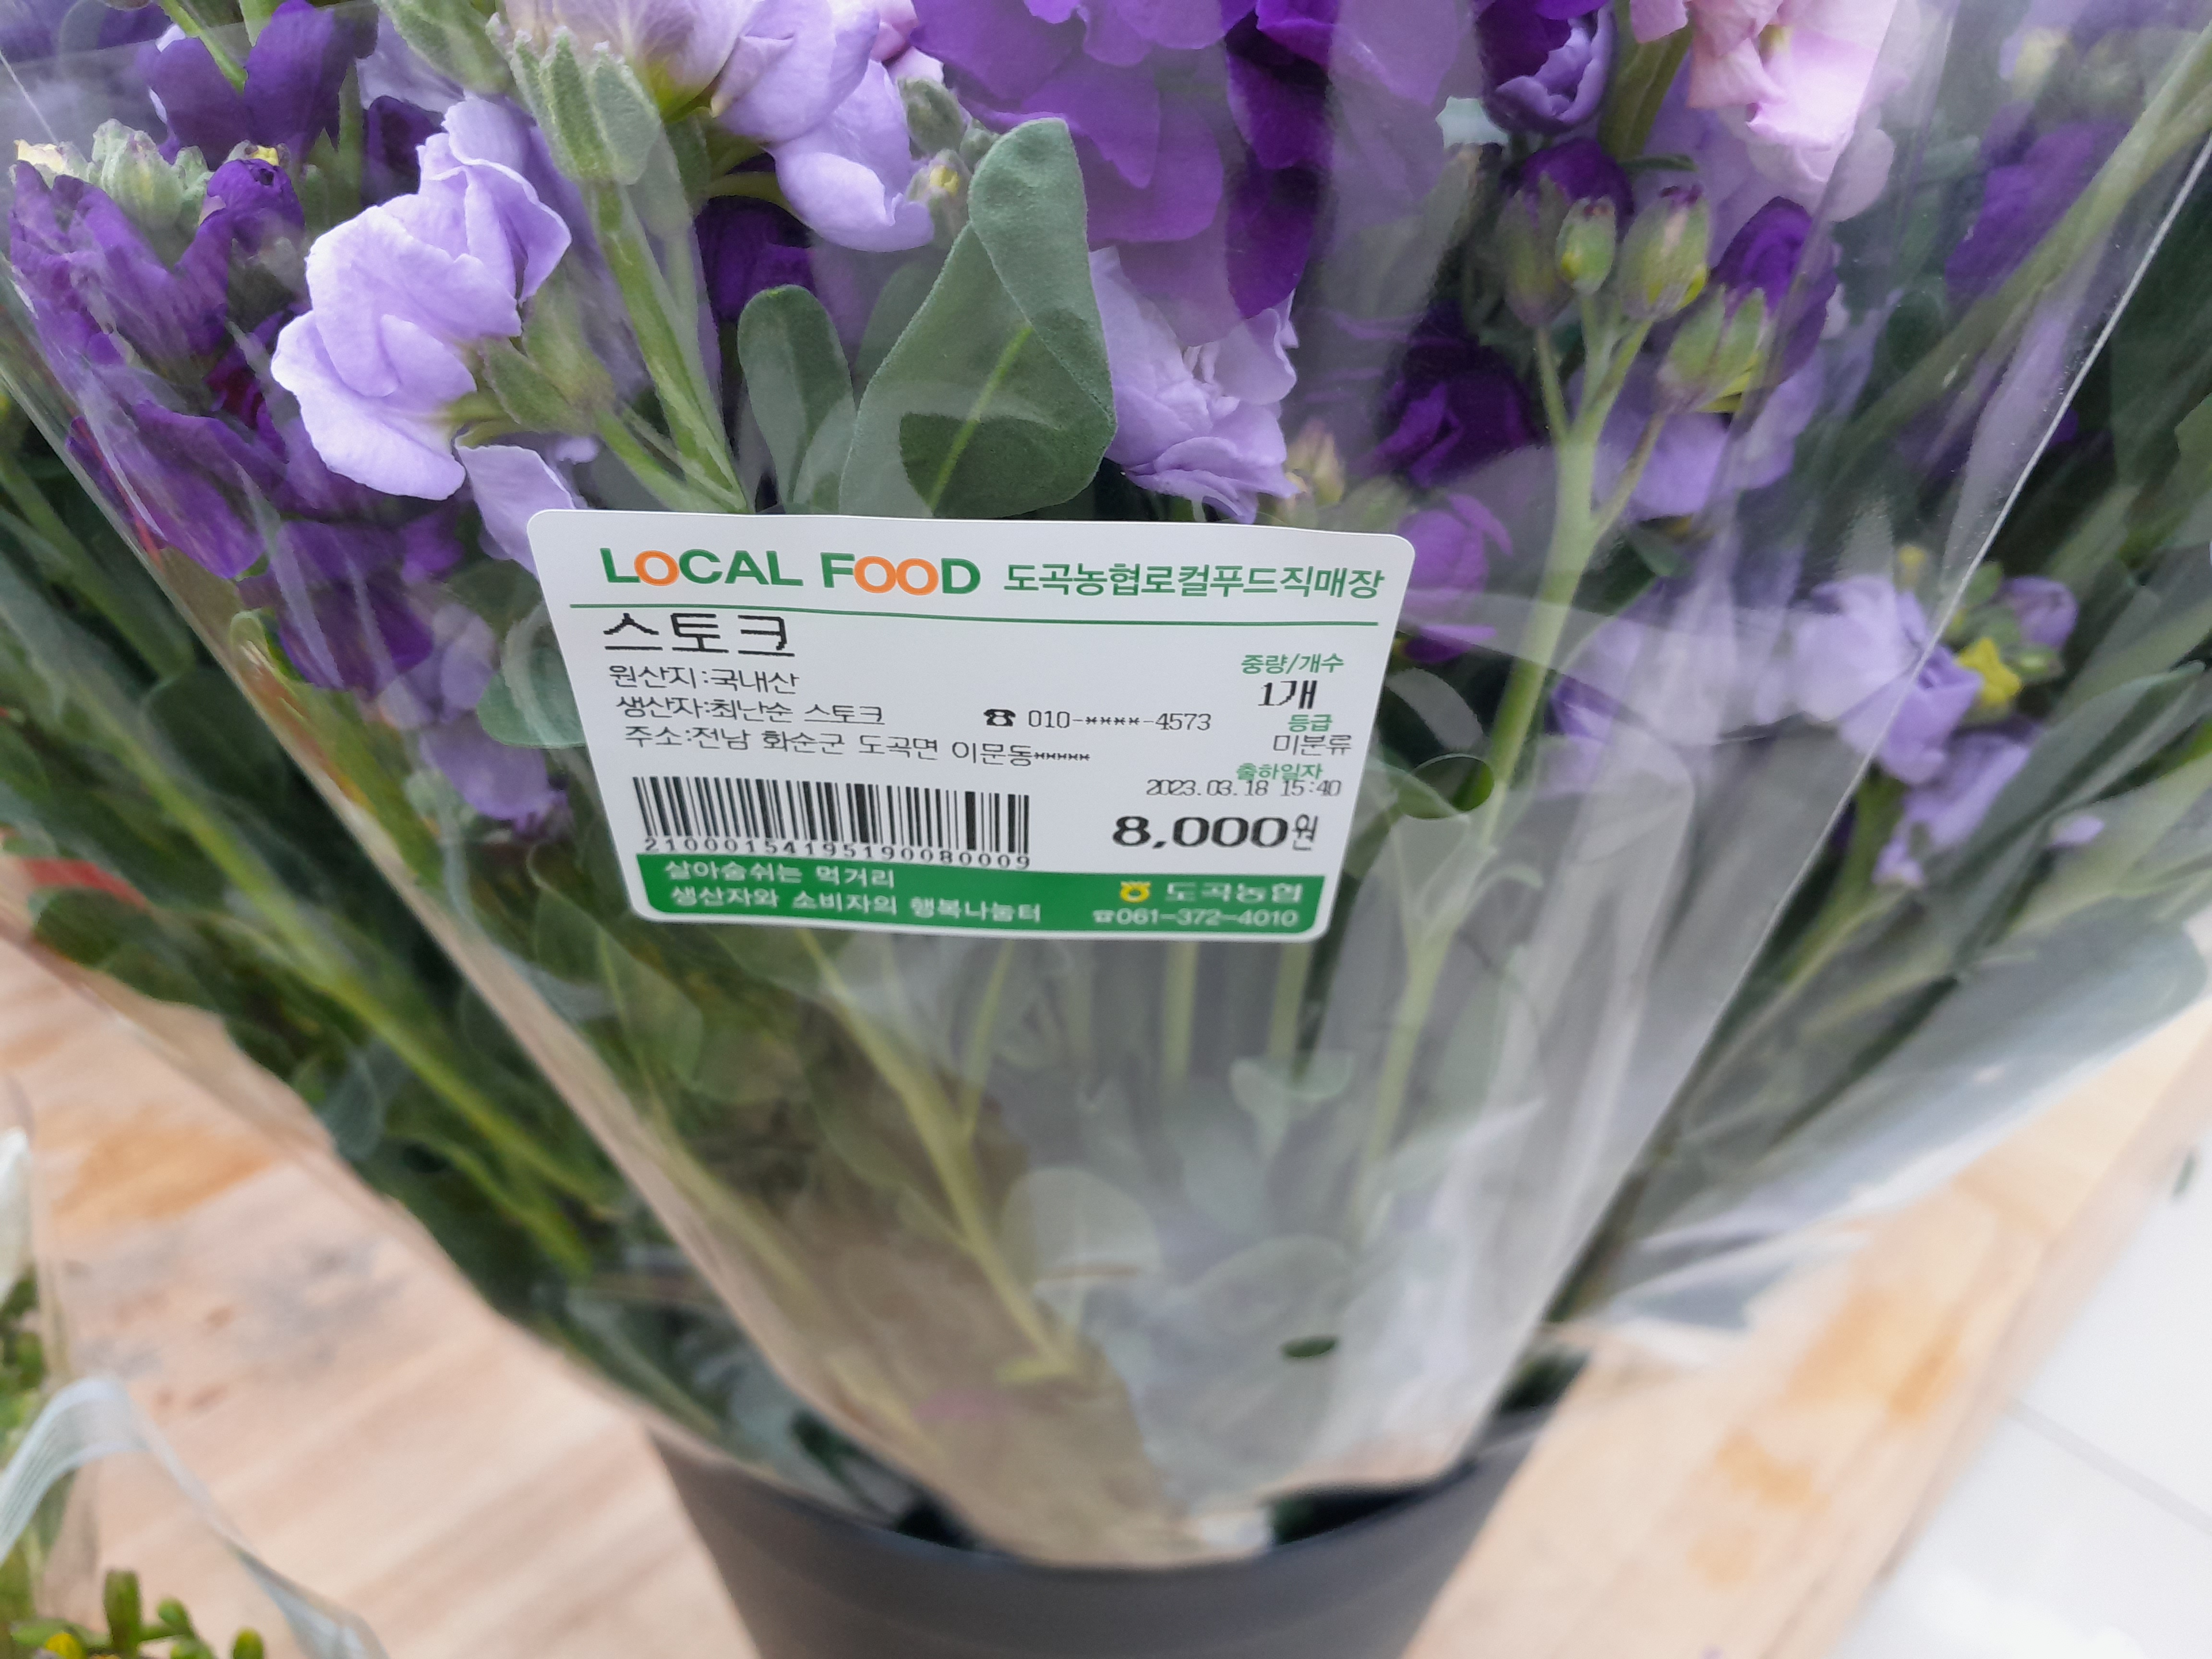 LOCAL FOOD 도곡농협로컬푸드직매장
스토크
원산지:국내산
중량/개수
1개
생산자:최난순 스토크 ☎ 010-****-4573
등급
미분류
주소:전남 화순군 도곡면 이문동*****
출하일자
2023.03.18 15:40
8,000원
21000154195190080009
살아숨쉬는 먹거리
생산자와 소비자의 행복나눔터
도곡농협
☎061-372-4010